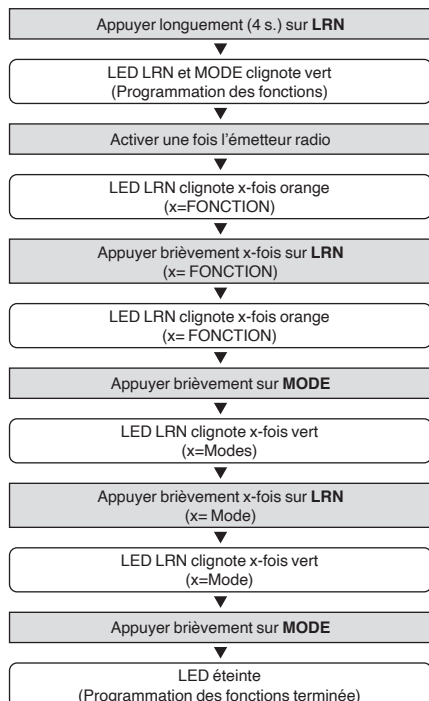 Appuyer longuement (4 s.) sur LRN
LED LRN et MODE clignote vert
(Programmation des fonctions)
Activer une fois l'émetteur radio
LED LRN clignote x-fois orange
(x=FONCTION)
Appuyer brièvement x-fois sur LRN
(x= FONCTION)
LED LRN clignote x-fois orange
(x= FONCTION)
Appuyer brièvement sur MODE
LED LRN clignote x-fois vert
(x=Modes)
Appuyer brièvement x-fois sur LRN
(x= Mode)
LED LRN clignote x-fois vert
(x=Mode)
Appuyer brièvement sur MODE
LED éteinte
(Programmation des fonctions terminée)